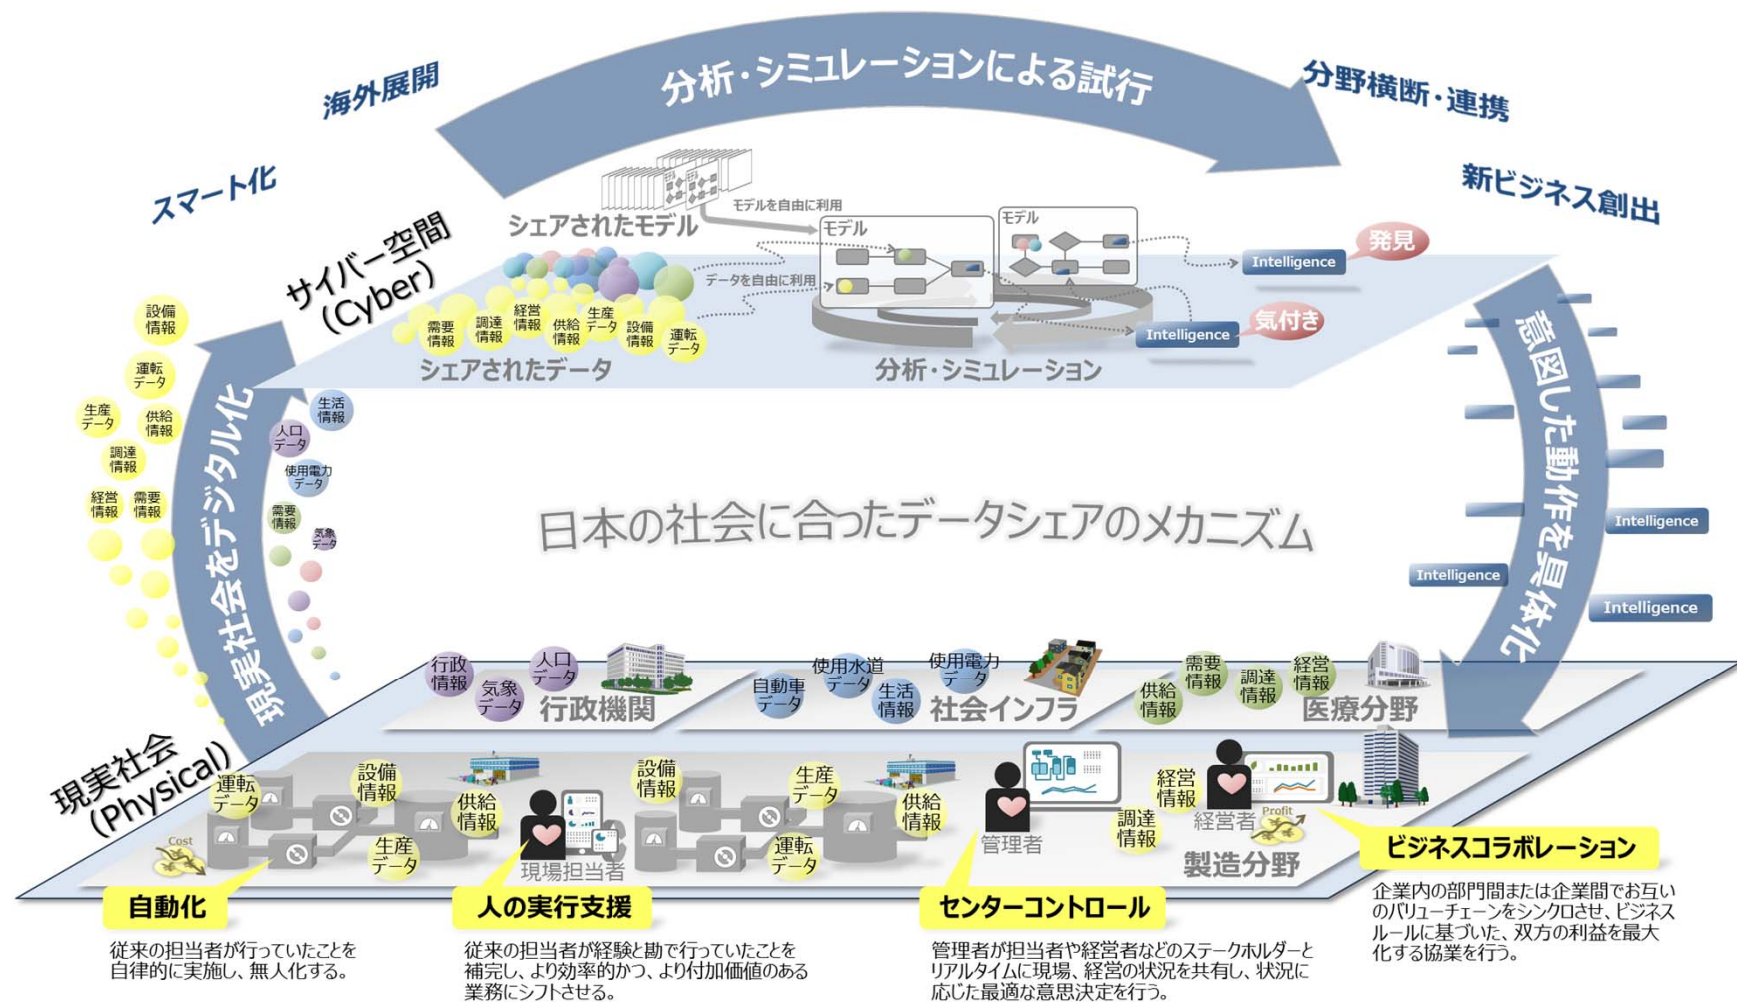 分析・シミュレーションによる試行
海外展開
スマート化
分野横断・連携
新ビジネス創出
サイバー空間
(Cyber)
シェアされたモデル
モデルを自由に利用
データを自由に利用
モデル
モデル
Intelligence
発見
Intelligence
気付き
需要
情報
調達
情報
経営
情報
供給
情報
生産
データ
設備
情報
運転
データ
シェアされたデータ
分析・シミュレーション
現実社会をデジタル化
設備
情報
運転
データ
生産
データ
供給
情報
調達
情報
経営
情報
需要
情報
生活
情報
人口
データ
使用電力
データ
需要
情報
気象
データ
日本の社会に合ったデータシェアのメカニズム
意図した動作を具体化
Intelligence
Intelligence
Intelligence
現実社会
(Physical)
行政
情報
気象
データ
人口
データ
行政機関
自動車
データ
使用水道
データ
生活
情報
使用電力
データ
社会インフラ
供給
情報
需要
情報
調達
情報
経営
情報
医療分野
運転
データ
設備
情報
供給
情報
生産
データ
Cost
現場担当者
設備
情報
生産
データ
供給
情報
運転
データ
管理者
調達
情報
経営
情報
経営者
Profit
製造分野
自動化
従来の担当者が行っていたことを
自律的に実施し、無人化する。
人の実行支援
従来の担当者が経験と勘で行っていたことを
補完し、より効率的かつ、より付加価値のある
業務にシフトさせる。
センターコントロール
管理者が担当者や経営者などのステークホルダーと
リアルタイムに現場、経営の状況を共有し、状況に
応じた最適な意思決定を行う。
ビジネスコラボレーション
企業内の部門間または企業間でお互い
のバリューチェーンをシンクロさせ、ビジネス
ルールに基づいた、双方の利益を最大
化する協業を行う。